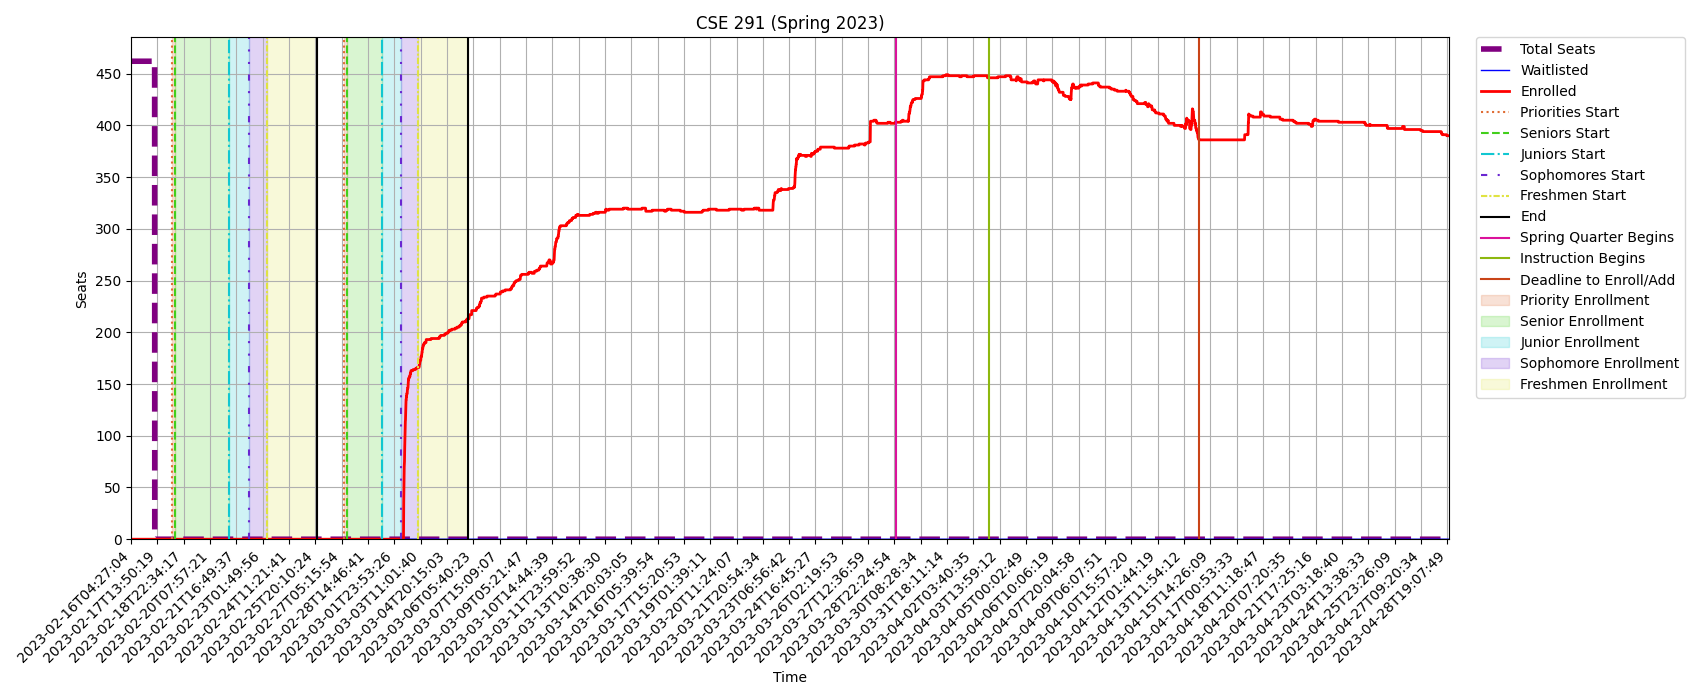 CSE 291 (Spring 2023)
Seats
450
400
350
300
250
200
150
100
50
0
2023-02-16T04:27:04
2023-02-17T13:50:19
2023-02-18T22:34:17
2023-02-20T07:57:21
2023-02-21T16:49:37
2023-02-23T01:49:56
2023-02-24T11:21:41
2023-02-25T20:10:24
2023-02-27T05:15:54
2023-02-28T14:46:41
2023-03-01T23:53:26
2023-03-03T11:01:40
2023-03-04T20:15:03
2023-03-06T05:40:23
2023-03-07T15:09:07
2023-03-09T05:21:47
2023-03-10T14:44:39
2023-03-11T23:59:52
2023-03-13T10:38:30
2023-03-14T20:03:05
2023-03-16T05:39:54
2023-03-17T15:20:53
2023-03-19T01:39:11
2023-03-20T11:24:07
2023-03-21T20:54:34
2023-03-23T06:56:42
2023-03-24T16:45:27
2023-03-26T02:19:53
2023-03-27T12:36:59
2023-03-28T22:24:54
2023-03-30T08:28:34
2023-03-31T18:11:14
2023-04-02T03:40:35
2023-04-03T13:59:12
2023-04-05T00:02:49
2023-04-06T10:06:19
2023-04-07T20:04:58
2023-04-09T06:07:51
2023-04-10T15:57:20
2023-04-12T01:44:19
2023-04-13T11:54:12
2023-04-15T14:26:09
2023-04-17T00:53:33
2023-04-18T11:18:47
2023-04-20T07:20:35
2023-04-21T17:25:16
2023-04-23T03:18:40
2023-04-24T13:38:33
2023-04-25T23:26:09
2023-04-27T09:20:34
2023-04-28T19:07:49
Time
Total Seats
Waitlisted
Enrolled
Priorities Start
Seniors Start
Juniors Start
Sophomores Start
Freshmen Start
End
Spring Quarter Begins
Instruction Begins
Deadline to Enroll/Add
Priority Enrollment
Senior Enrollment
Junior Enrollment
Sophomore Enrollment
Freshmen Enrollment